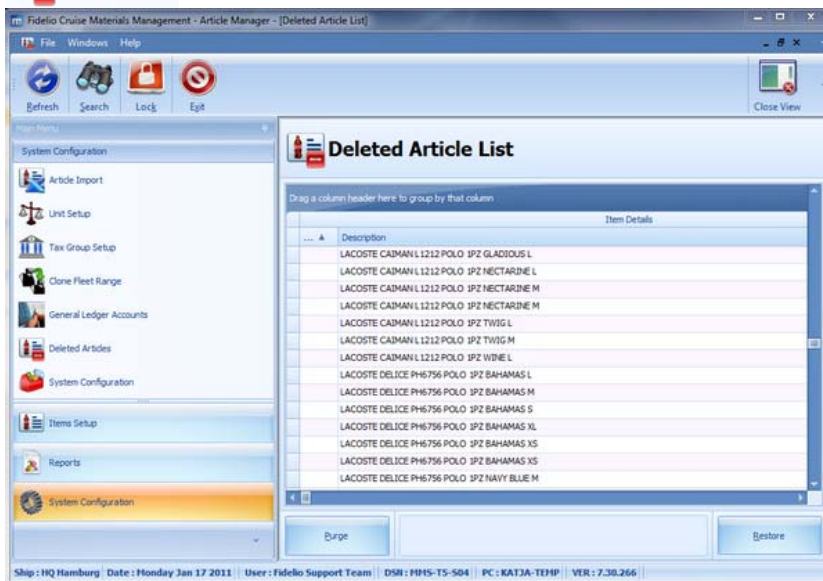 Fidelio Cruise Materials Management - Article Manager - [Deleted Article List]
File Windows Help
Refresh Search Lock Exit Close View
Main Menu
System Configuration
Article Import
Unit Setup
Tax Group Setup
Clone Fleet Range
General Ledger Accounts
Deleted Articles
System Configuration
Items Setup
Reports
System Configuration
Deleted Article List
Drag a column header here to group by that column
Item Details
... Description
LACOSTE CAIMAN L1212 POLO 1PZ GLADIOUS L
LACOSTE CAIMAN L1212 POLO 1PZ NECTARINE L
LACOSTE CAIMAN L1212 POLO 1PZ NECTARINE M
LACOSTE CAIMAN L1212 POLO 1PZ NECTARINE M
LACOSTE CAIMAN L1212 POLO 1PZ TWIG L
LACOSTE CAIMAN L1212 POLO 1PZ TWIG M
LACOSTE CAIMAN L1212 POLO 1PZ WINE L
LACOSTE DELICE PH6756 POLO 1PZ BAHAMAS L
LACOSTE DELICE PH6756 POLO 1PZ BAHAMAS M
LACOSTE DELICE PH6756 POLO 1PZ BAHAMAS S
LACOSTE DELICE PH6756 POLO 1PZ BAHAMAS XL
LACOSTE DELICE PH6756 POLO 1PZ BAHAMAS XS
LACOSTE DELICE PH6756 POLO 1PZ BAHAMAS XS
LACOSTE DELICE PH6756 POLO 1PZ NAVY BLUE M
Purge Restore
Ship : HQ Hamburg Date : Monday Jan 17 2011 User : Fidelio Support Team DSN : MMS-TS-S04 PC : KATJA-TEMP VER : 7.30.266